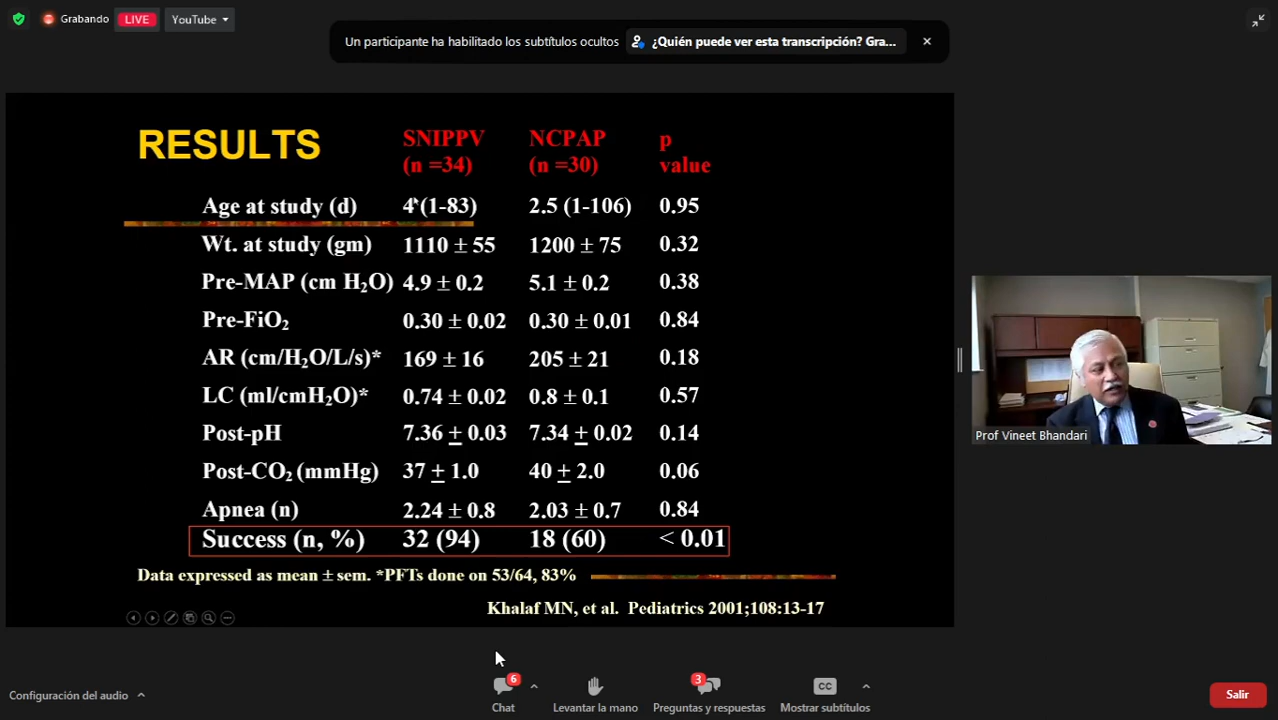 Grabando LIVE YouTube
Un participante ha habilitado los subtítulos ocultos ¿Quién puede ver esta transcripción? Gra...
RESULTS
SNIPPV (n =34) NCPAP (n =30) p value
Age at study (d) 4 (1-83) 2.5 (1-106) 0.95
Wt. at study (gm) 1110 ± 55 1200 ± 75 0.32
Pre-MAP (cm H₂O) 4.9 ± 0.2 5.1 ± 0.2 0.38
Pre-FiO₂ 0.30 ± 0.02 0.30 ± 0.01 0.84
AR (cm/H₂O/L/s)* 169 ± 16 205 ± 21 0.18
LC (ml/cmH₂O)* 0.74 ± 0.02 0.8 ± 0.1 0.57
Post-pH 7.36 ± 0.03 7.34 ± 0.02 0.14
Post-CO₂ (mmHg) 37 ± 1.0 40 ± 2.0 0.06
Apnea (n) 2.24 ± 0.8 2.03 ± 0.7 0.84
Success (n, %) 32 (94) 18 (60) < 0.01
Data expressed as mean ± sem. *PFTs done on 53/64, 83%
Khalaf MN, et al. Pediatrics 2001;108:13-17
Prof Vineet Bhandari
Configuración del audio
6
Chat
Levantar la mano
3
Preguntas y respuestas
CC
Mostrar subtítulos
Salir